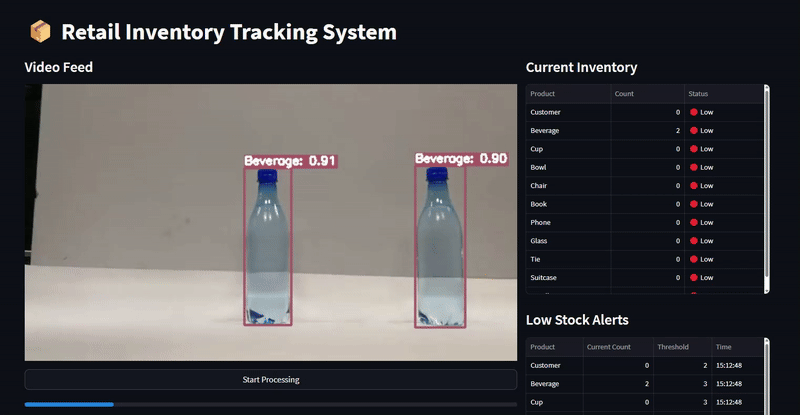 Retail Inventory Tracking System
Video Feed
Beverage: 0.91
Beverage: 0.90
Start Processing
Current Inventory
Product Count Status
Customer 0 Low
Beverage 2 Low
Cup 0 Low
Bowl 0 Low
Chair 0 Low
Book 0 Low
Phone 0 Low
Glass 0 Low
Tie 0 Low
Suitcase 0 Low
Low Stock Alerts
Product Current Count Threshold Time
Customer 0 2 15:12:48
Beverage 2 3 15:12:48
Cup 0 3 15:12:48